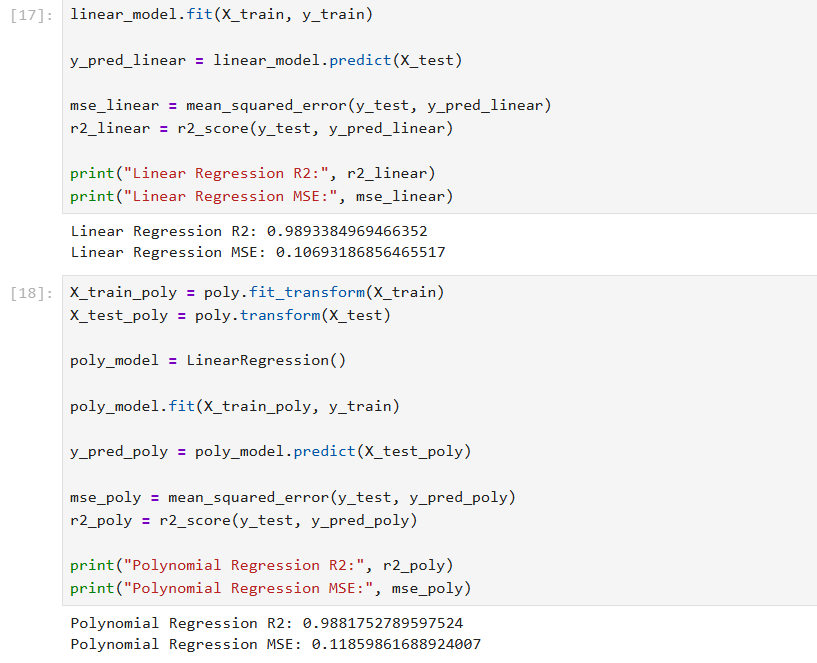 [17]: linear_model.fit(X_train, y_train)
y_pred_linear = linear_model.predict(X_test)
mse_linear = mean_squared_error(y_test, y_pred_linear)
r2_linear = r2_score(y_test, y_pred_linear)
print("Linear Regression R2:", r2_linear)
print("Linear Regression MSE:", mse_linear)
Linear Regression R2: 0.9893384969466352
Linear Regression MSE: 0.10693186856465517
[18]: X_train_poly = poly.fit_transform(X_train)
X_test_poly = poly.transform(X_test)
poly_model = LinearRegression()
poly_model.fit(X_train_poly, y_train)
y_pred_poly = poly_model.predict(X_test_poly)
mse_poly = mean_squared_error(y_test, y_pred_poly)
r2_poly = r2_score(y_test, y_pred_poly)
print("Polynomial Regression R2:", r2_poly)
print("Polynomial Regression MSE:", mse_poly)
Polynomial Regression R2: 0.9881752789597524
Polynomial Regression MSE: 0.11859861688924007